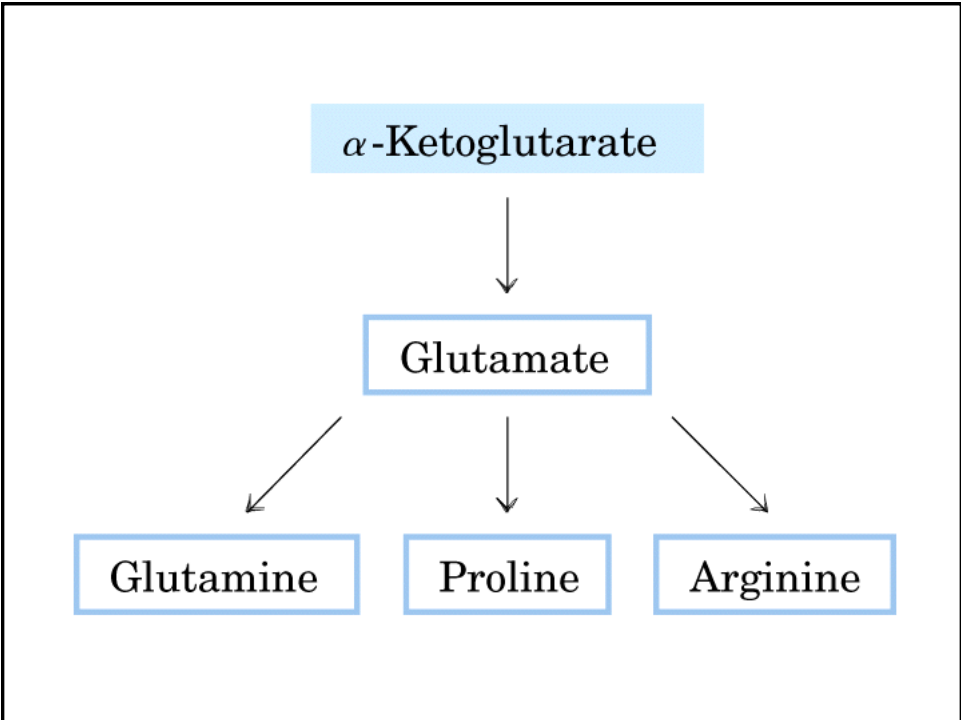 α-Ketoglutarate
Glutamate
Glutamine
Proline
Arginine